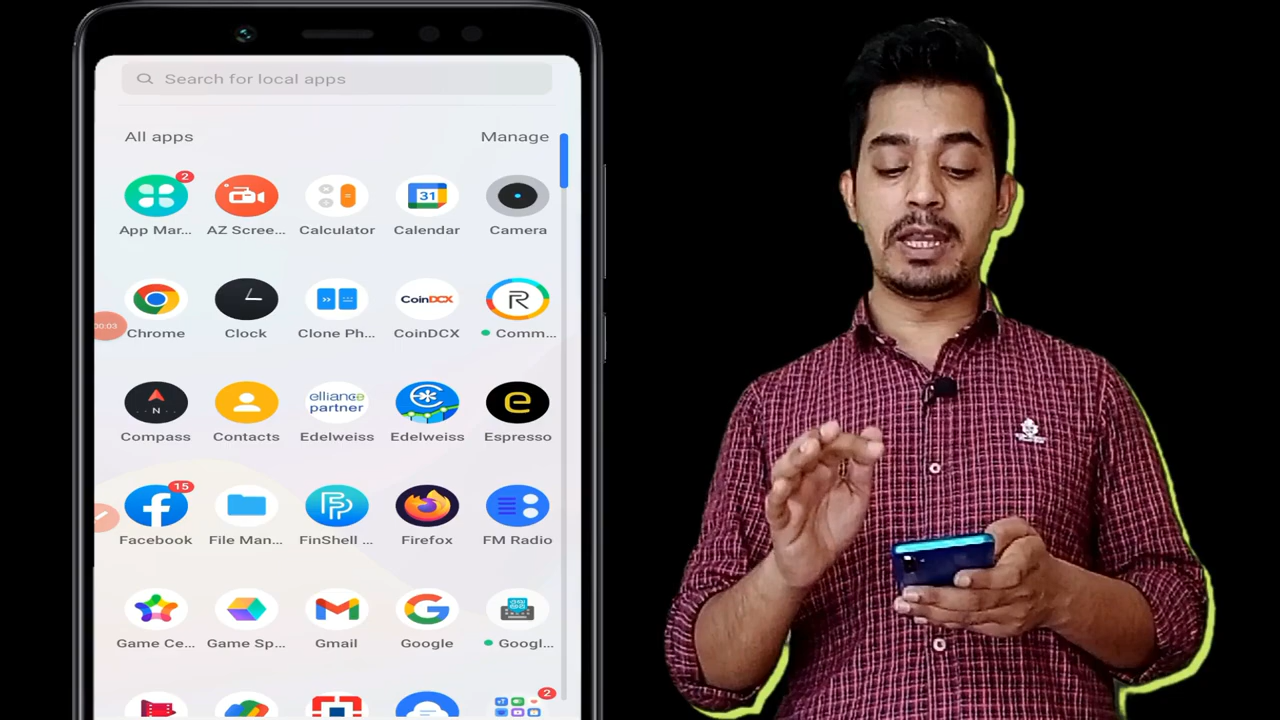 Search for local apps
All apps Manage
2
31
App Mar... AZ Scree... Calculator Calendar Camera
CoinDCX R
00:03
Chrome Clock Clone Ph... CoinDCX Comm...
N
elliance
partner
e
Compass Contacts Edelweiss Edelweiss Espresso
15
Facebook File Man... FinShell ... Firefox FM Radio
G
Game Ce... Game Sp... Gmail Google Googl...
2